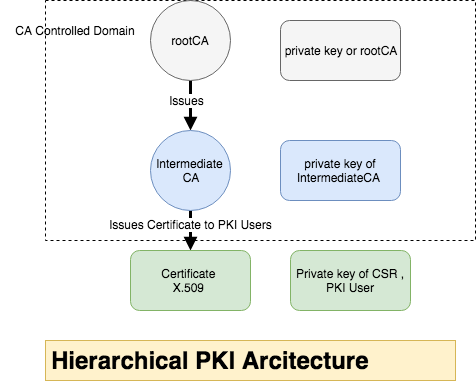 CA Controlled Domain
rootCA
private key or rootCA
Issues
Intermediate
CA
private key of
IntermediateCA
Issues Certificate to PKI Users
Certificate
X.509
Private key of CSR ,
PKI User
Hierarchical PKI Arcitecture